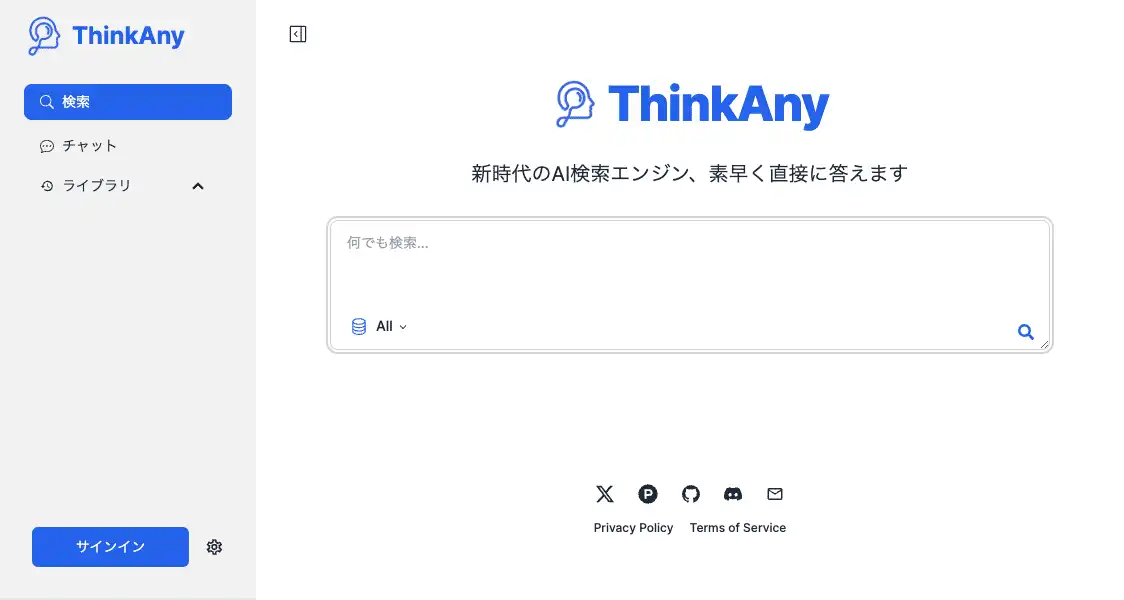 ThinkAny
検索
チャット
ライブラリ
サインイン
ThinkAny
新時代のAI検索エンジン、素早く直接に答えます
何でも検索...
All
Privacy Policy Terms of Service